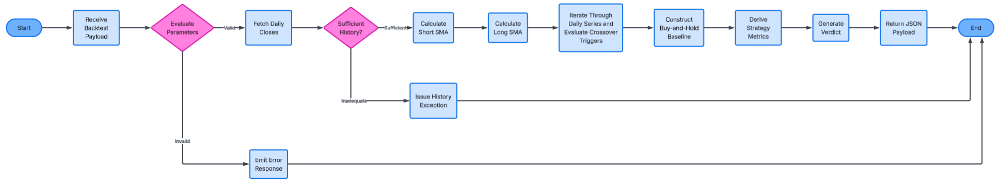 Start
Receive
Backtest
Payload
Evaluate
Parameters
Valid
Fetch Daily
Closes
Sufficient
History?
Sufficient
Calculate
Short SMA
Calculate
Long SMA
Iterate Through
Daily Series and
Evaluate Crossover
Triggers
Construct
Buy-and-Hold
Baseline
Derive
Strategy
Metrics
Generate
Verdict
Return JSON
Payload
End
Inadequate
Issue History
Exception
Invalid
Emit Error
Response